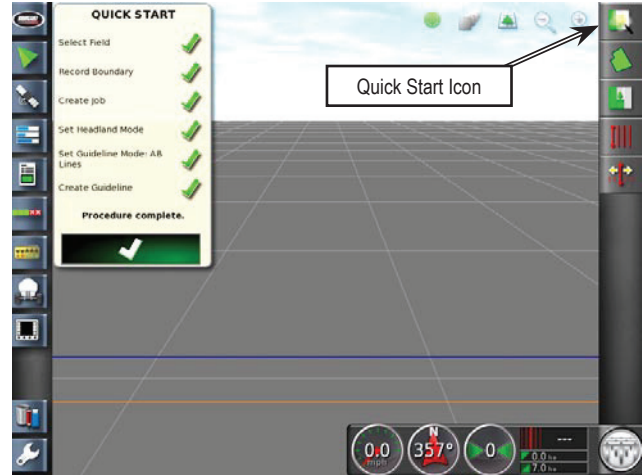 QUICK START
Select Field
Record Boundary
Create Job
Set Headland Mode
Set Guideline Mode: AB
Lines
Create Guideline
Procedure complete.
Quick Start Icon
0.0
mph
N
357°
0
---
0.0 ha
7.0 ha